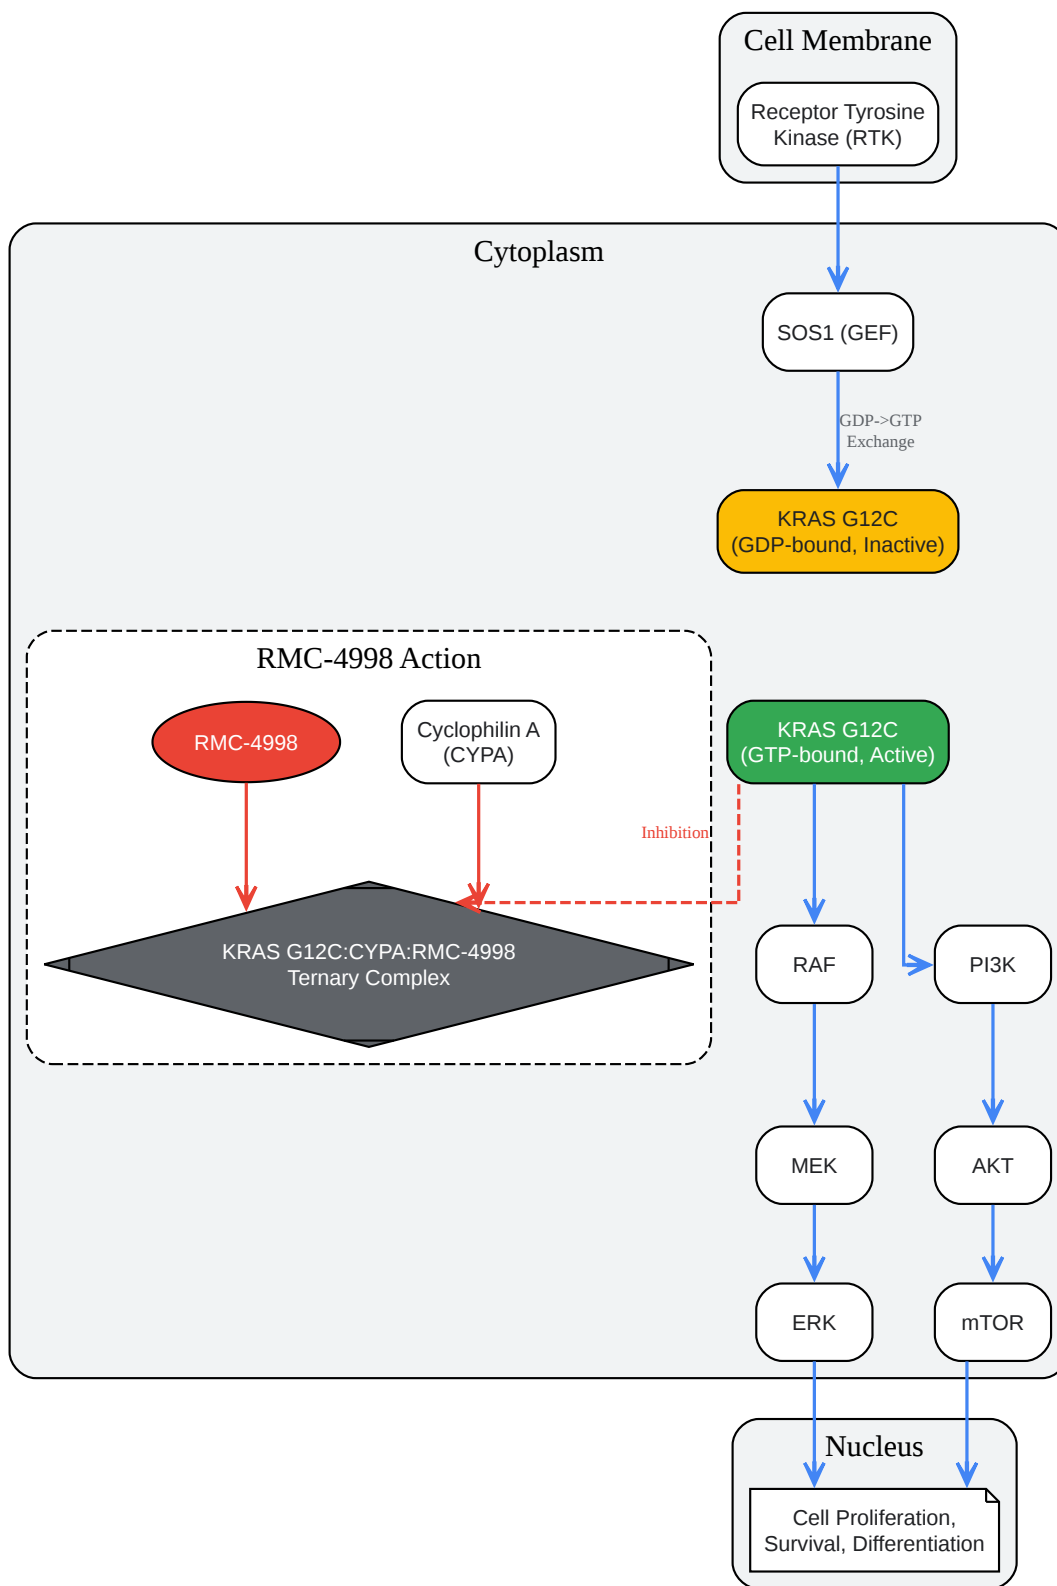 Cell Membrane
Receptor Tyrosine
Kinase (RTK)
Cytoplasm
SOS1 (GEF)
GDP->GTP
Exchange
KRAS G12C
(GDP-bound, Inactive)
RMC-4998 Action
RMC-4998
Cyclophilin A
(CYPA)
KRAS G12C
(GTP-bound, Active)
Inhibition
KRAS G12C:CYPA:RMC-4998
Ternary Complex
RAF
PI3K
MEK
AKT
ERK
mTOR
Nucleus
Cell Proliferation,
Survival, Differentiation